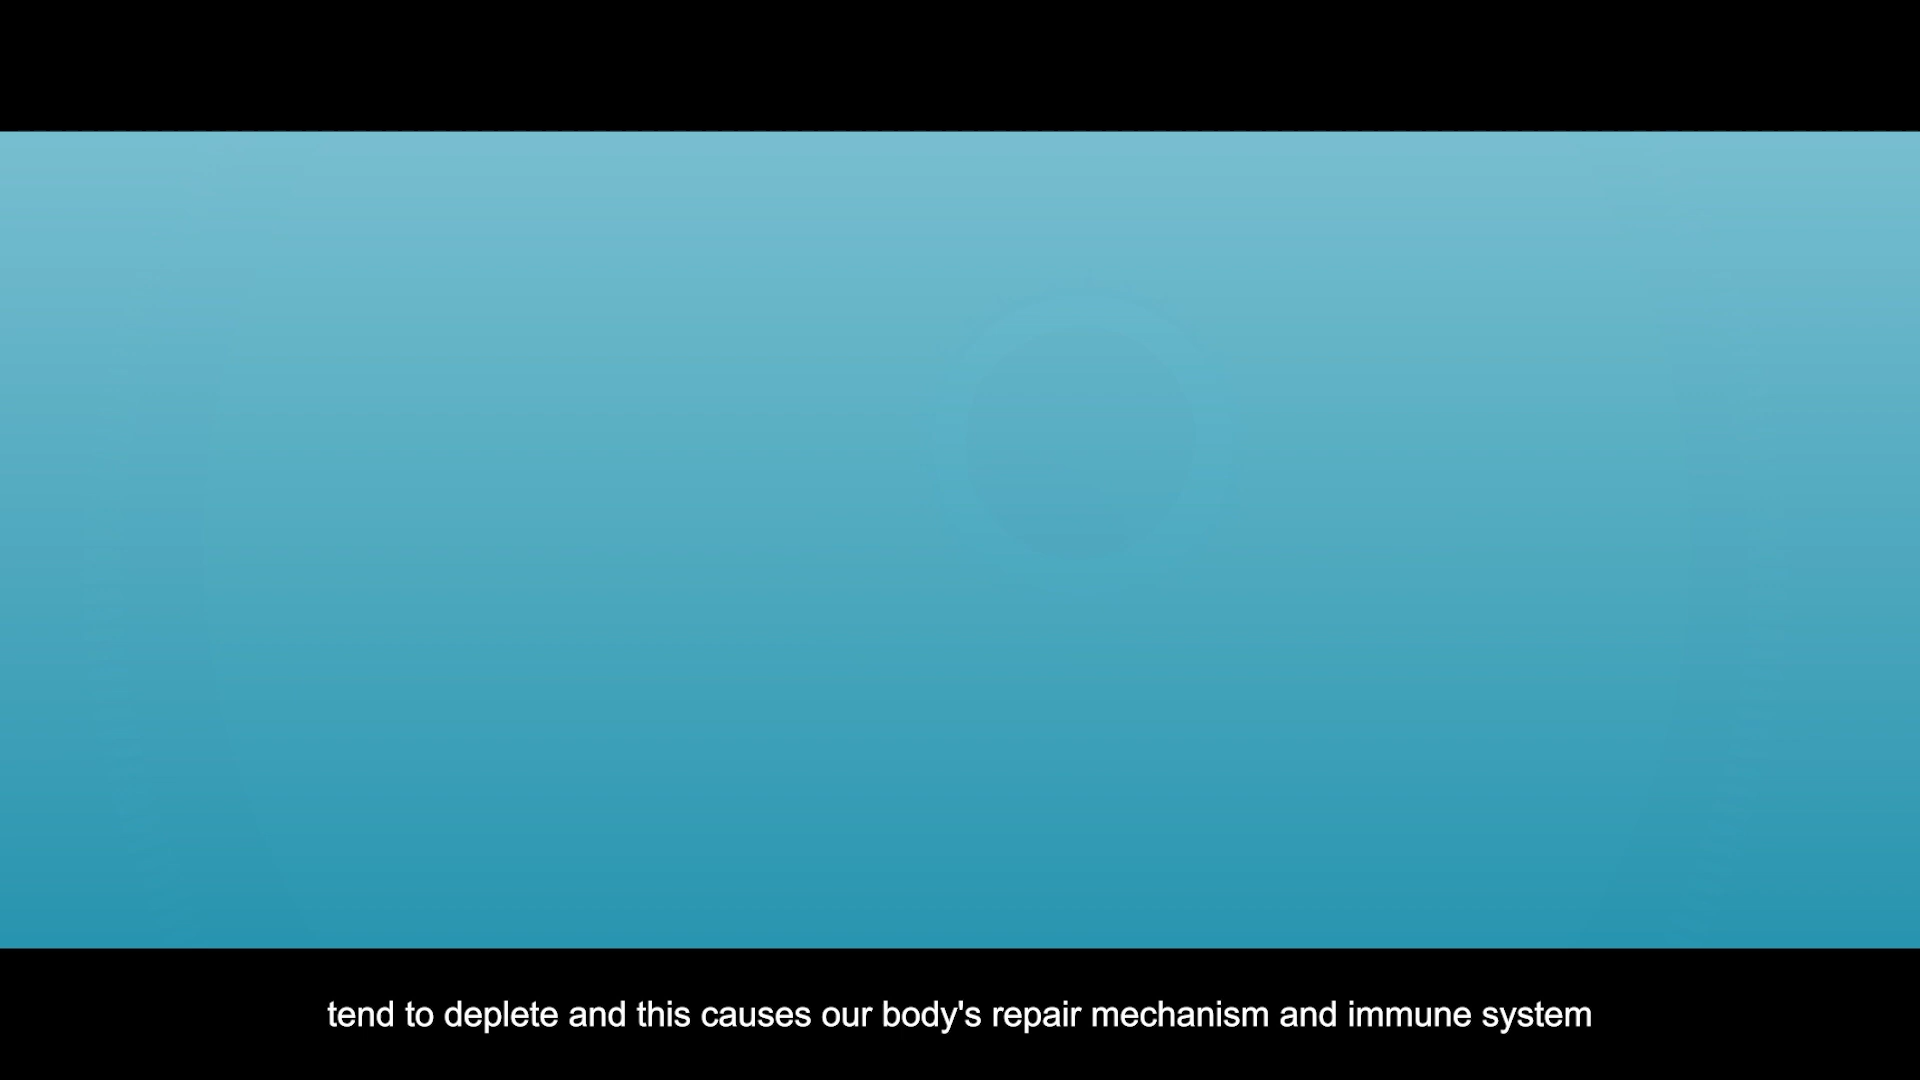 tend to deplete and this causes our body's repair mechanism and immune system